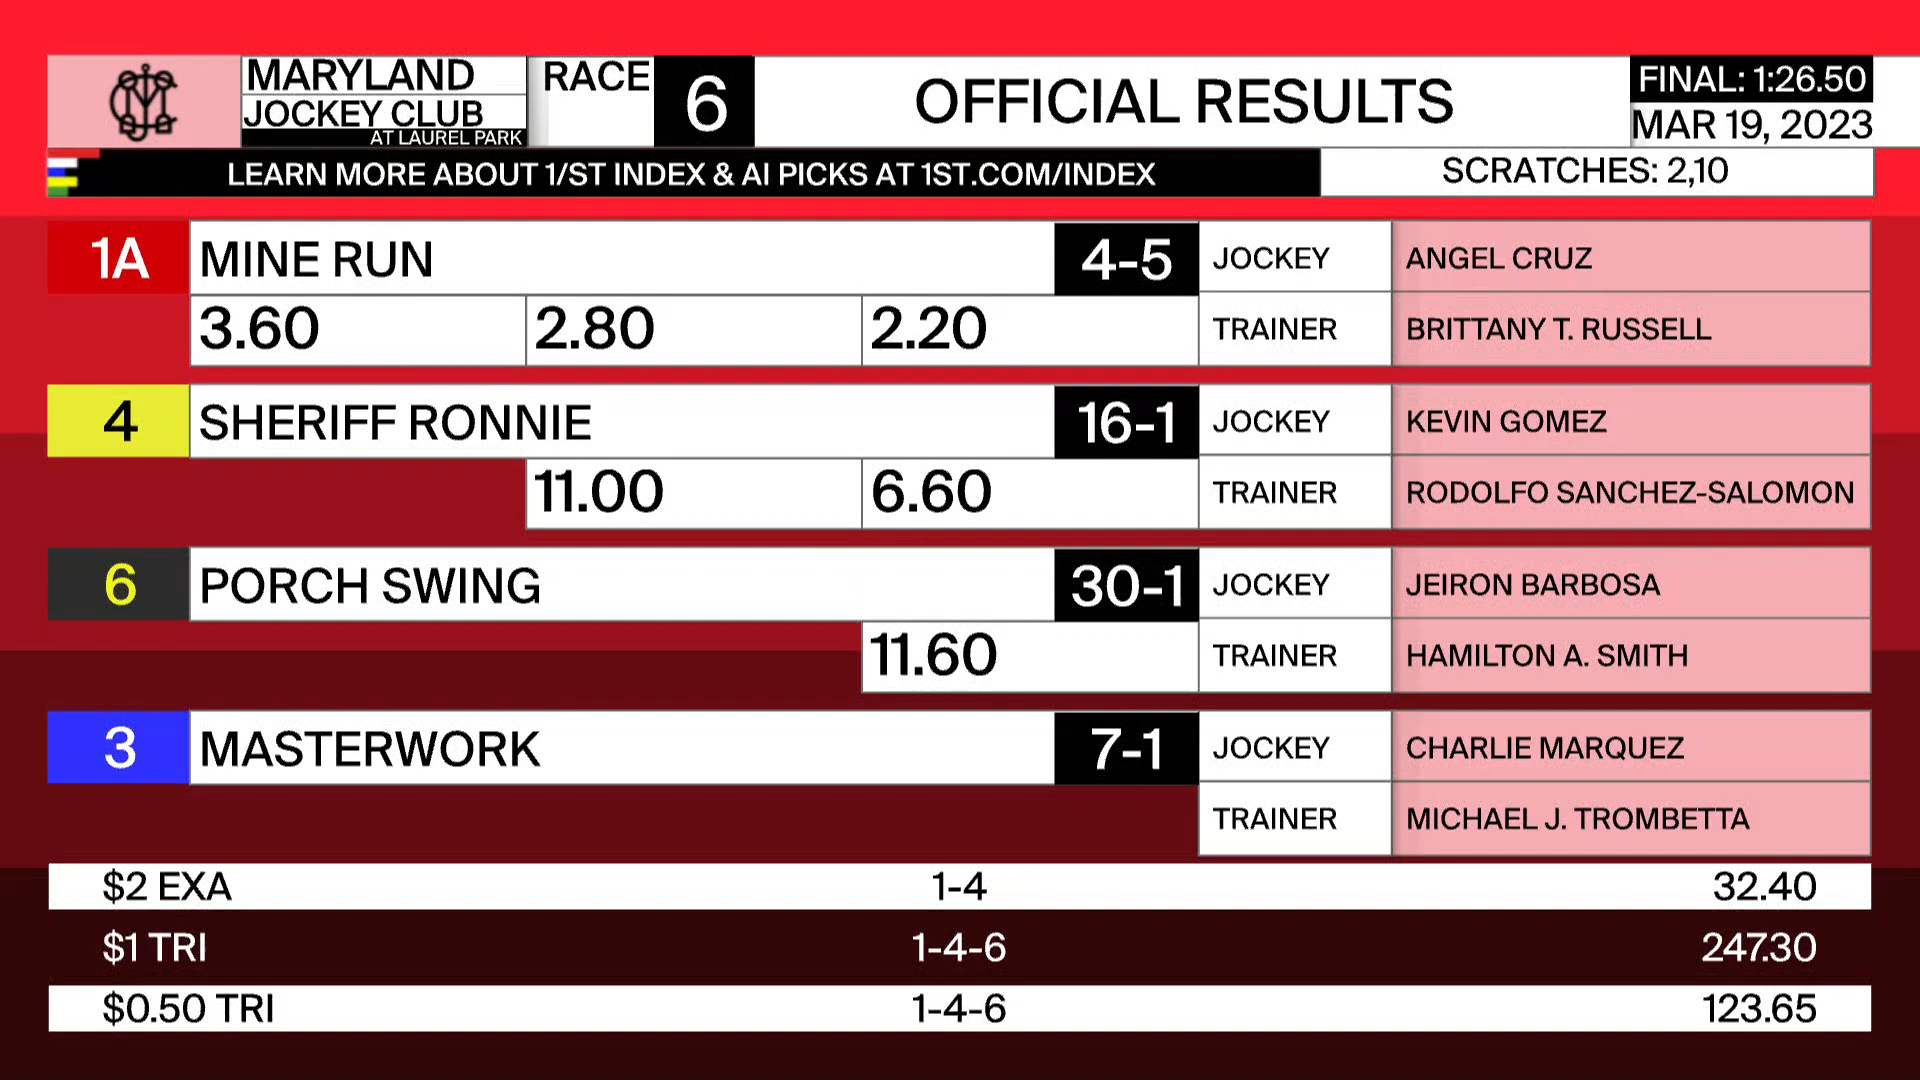 MARYLAND
JOCKEY CLUB
AT LAUREL PARK
RACE 6
OFFICIAL RESULTS
FINAL: 1:26.50
MAR 19, 2023
LEARN MORE ABOUT 1/ST INDEX & AI PICKS AT 1ST.COM/INDEX
SCRATCHES: 2,10
1A MINE RUN 4-5 JOCKEY ANGEL CRUZ
3.60 2.80 2.20 TRAINER BRITTANY T. RUSSELL
4 SHERIFF RONNIE 16-1 JOCKEY KEVIN GOMEZ
11.00 6.60 TRAINER RODOLFO SANCHEZ-SALOMON
6 PORCH SWING 30-1 JOCKEY JEIRON BARBOSA
11.60 TRAINER HAMILTON A. SMITH
3 MASTERWORK 7-1 JOCKEY CHARLIE MARQUEZ
TRAINER MICHAEL J. TROMBETTA
$2 EXA 1-4 32.40
$1 TRI 1-4-6 247.30
$0.50 TRI 1-4-6 123.65